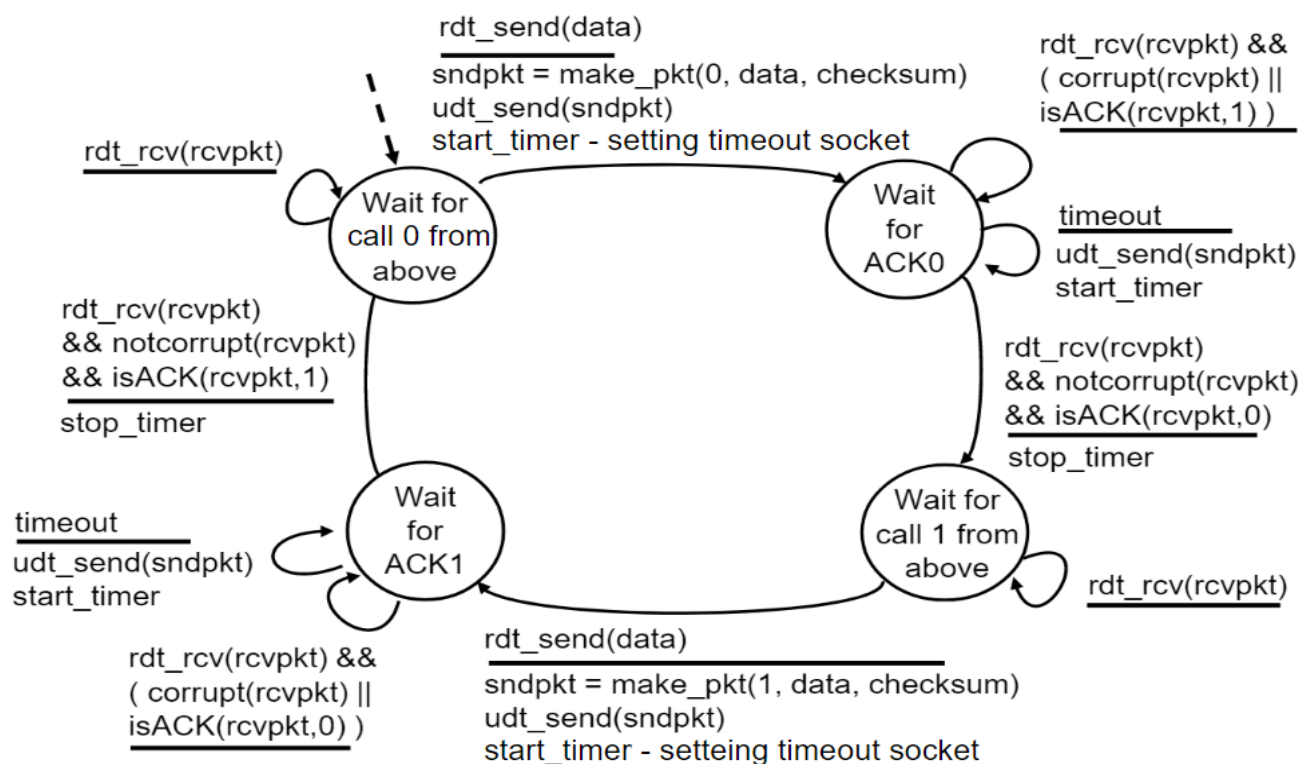 rdt_send(data)
sndpkt = make_pkt(0, data, checksum)
udt_send(sndpkt)
start_timer - setting timeout socket
rdt_rcv(rcvpkt) &&
( corrupt(rcvpkt) ||
isACK(rcvpkt,1) )
rdt_rcv(rcvpkt)
Wait for
call 0 from
above
Wait
for
ACK0
timeout
udt_send(sndpkt)
start_timer
rdt_rcv(rcvpkt)
&& notcorrupt(rcvpkt)
&& isACK(rcvpkt,1)
stop_timer
rdt_rcv(rcvpkt)
&& notcorrupt(rcvpkt)
&& isACK(rcvpkt,0)
stop_timer
Wait
for
ACK1
Wait for
call 1 from
above
timeout
udt_send(sndpkt)
start_timer
rdt_rcv(rcvpkt)
rdt_rcv(rcvpkt) &&
( corrupt(rcvpkt) ||
isACK(rcvpkt,0) )
rdt_send(data)
sndpkt = make_pkt(1, data, checksum)
udt_send(sndpkt)
start_timer - setteing timeout socket